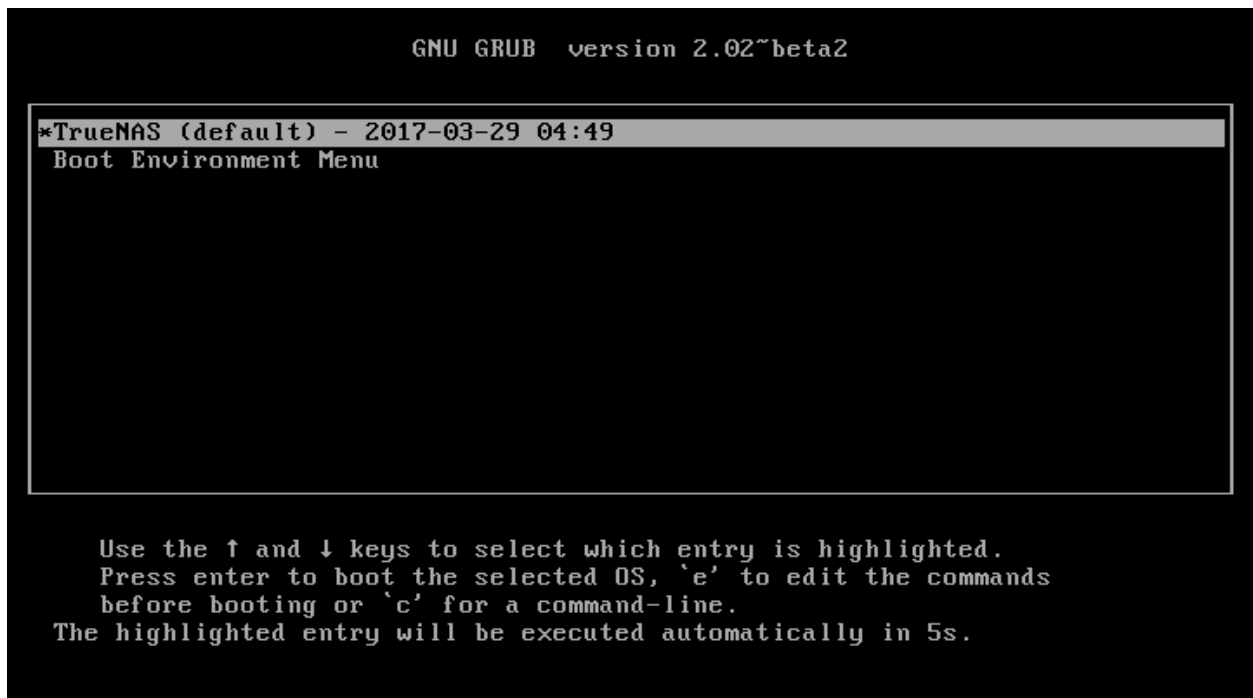 GNU GRUB  version 2.02~beta2
*TrueNAS (default) - 2017-03-29 04:49
Boot Environment Menu
Use the ↑ and ↓ keys to select which entry is highlighted.
Press enter to boot the selected OS, `e' to edit the commands
before booting or `c' for a command-line.
The highlighted entry will be executed automatically in 5s.